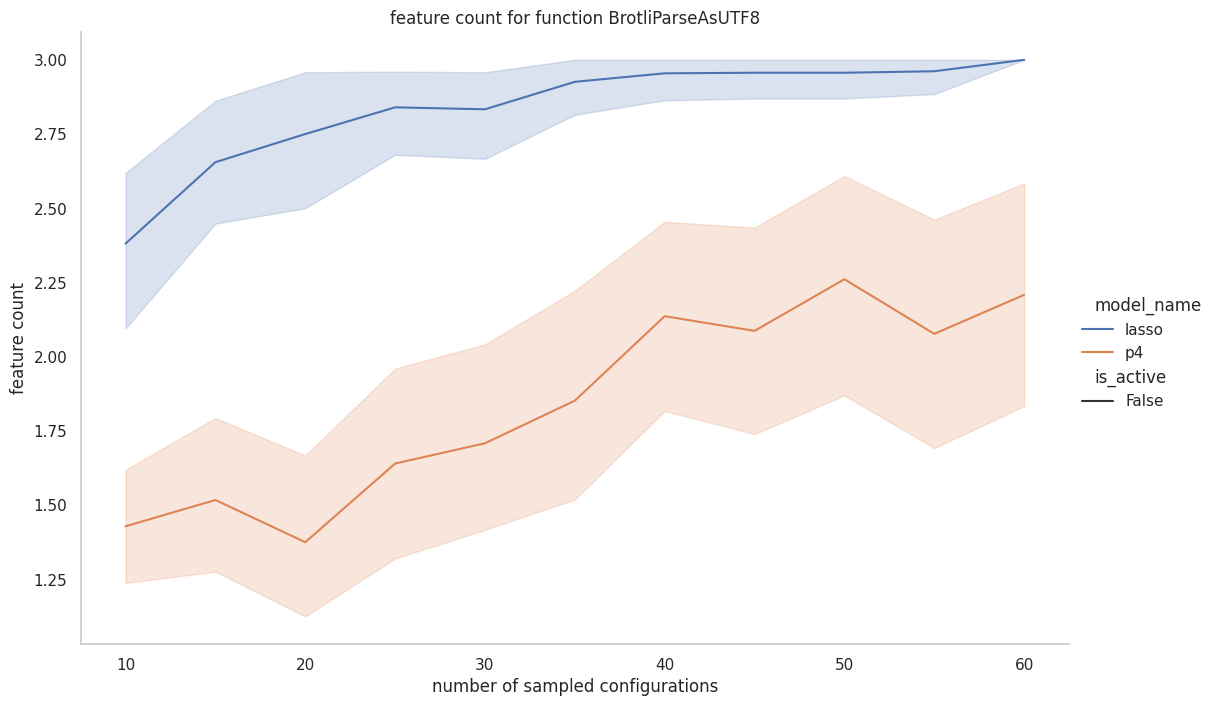 feature count for function BrotliParseAsUTF8
3.00
2.75
2.50
2.25
2.00
1.75
1.50
1.25
feature count
10 20 30 40 50 60
number of sampled configurations
model_name
lasso
p4
is_active
False